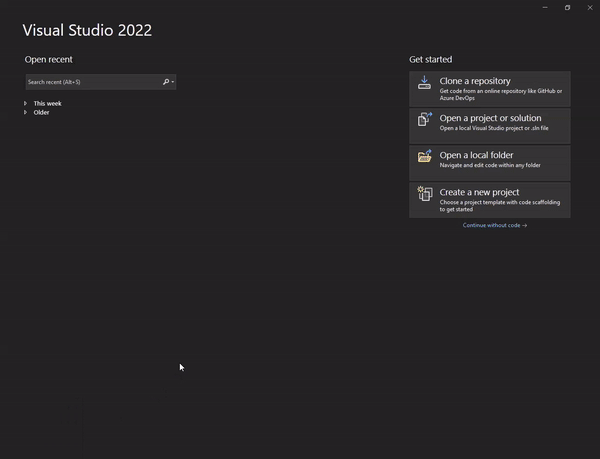 Visual Studio 2022
Open recent
Search recent (Alt+S)
This week
Older
Get started
Clone a repository
Get code from an online repository like GitHub or
Azure DevOps
Open a project or solution
Open a local Visual Studio project or .sln file
Open a local folder
Navigate and edit code within any folder
Create a new project
Choose a project template with code scaffolding
to get started
Continue without code →